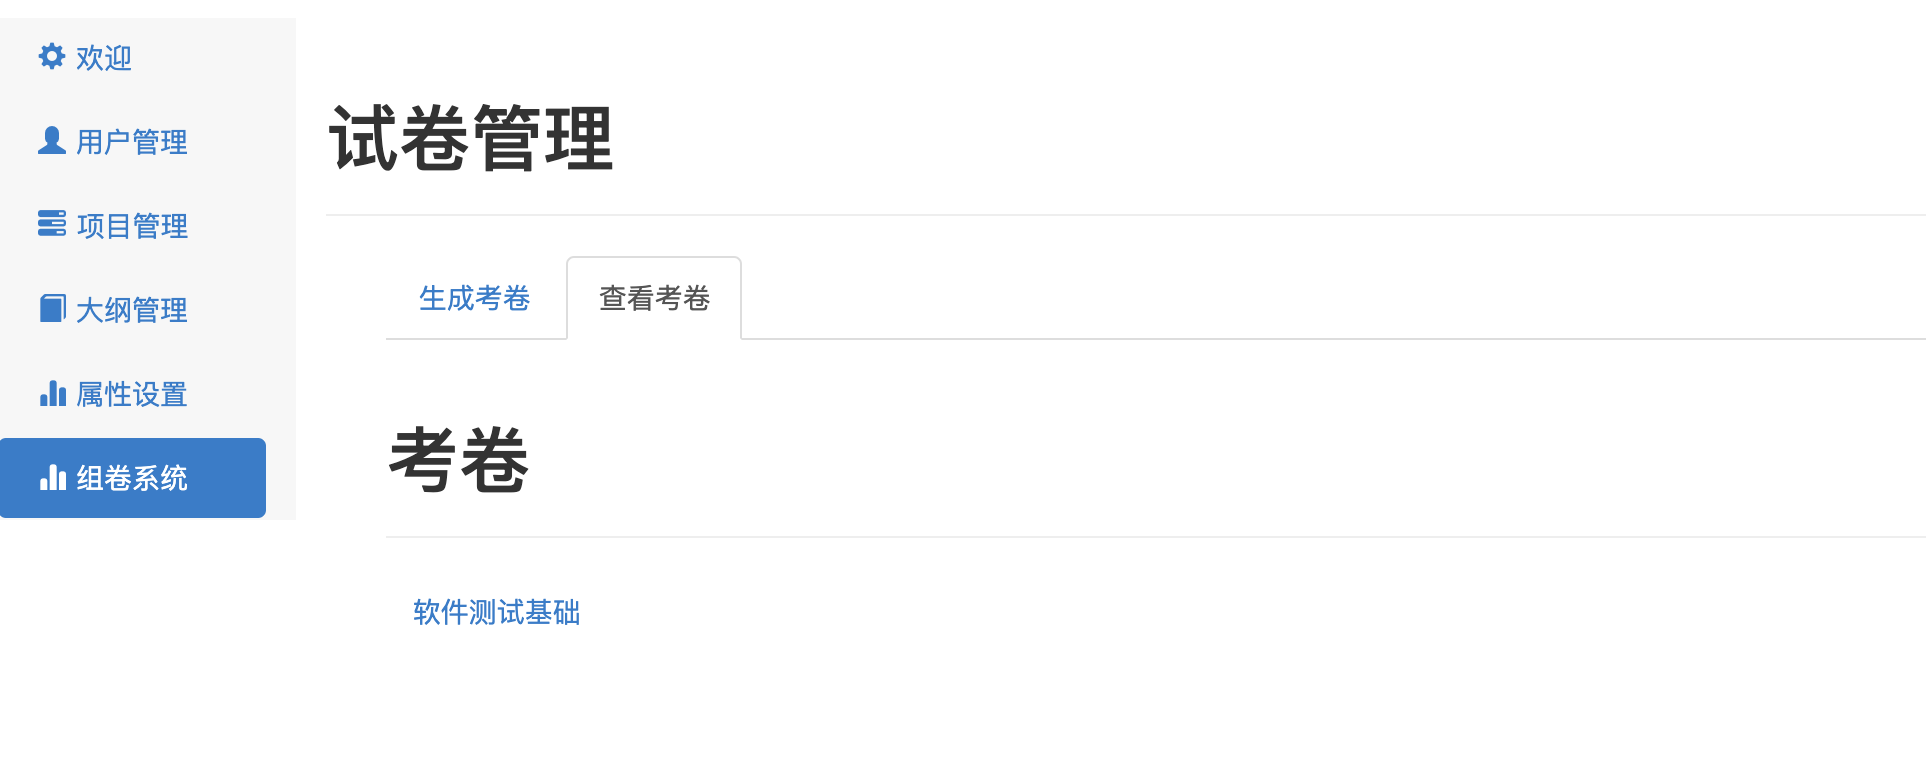 欢迎
用户管理
项目管理
大纲管理
属性设置
组卷系统
试卷管理
生成考卷
查看考卷
考卷
软件测试基础